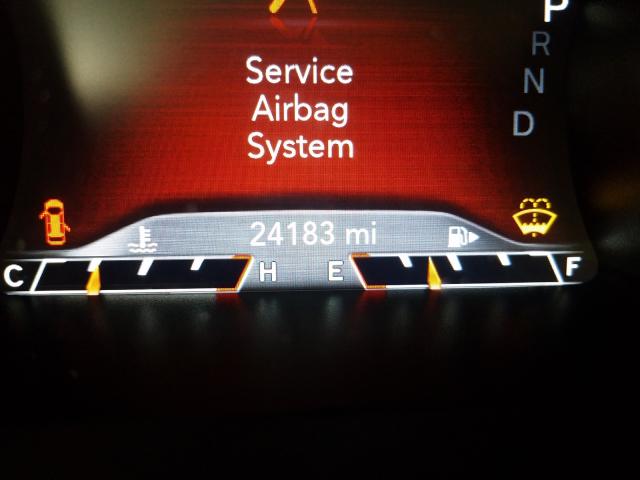 P
R
N
D
Service
Airbag
System
24183 mi
C H E F